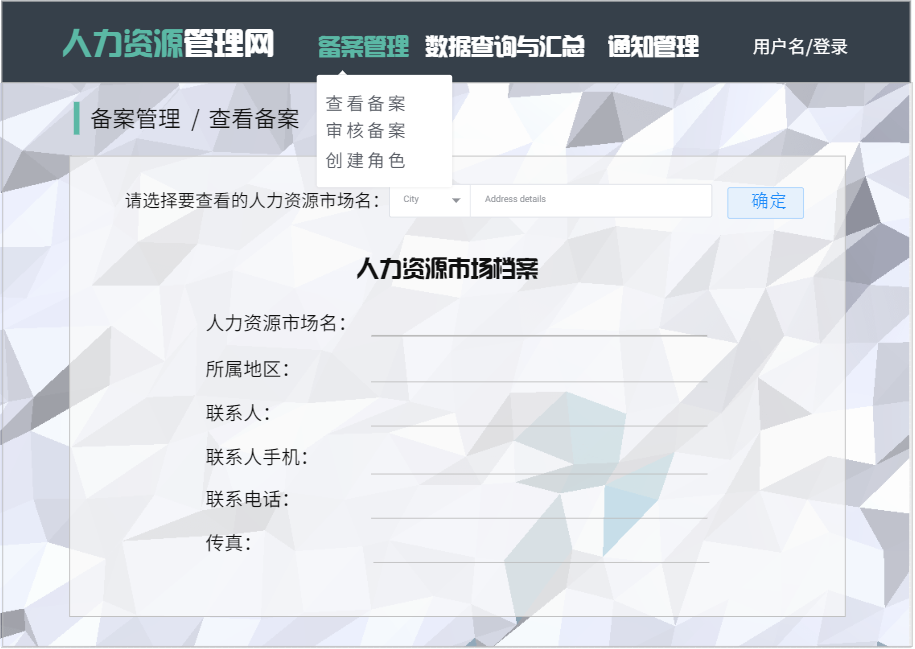 人力资源管理网 备案管理 数据查询与汇总 通知管理 用户名/登录
查看备案
审核备案
创建角色
备案管理 / 查看备案
请选择要查看的人力资源市场名： City Address details 确定
人力资源市场档案
人力资源市场名：
所属地区：
联系人：
联系人手机：
联系电话：
传真：